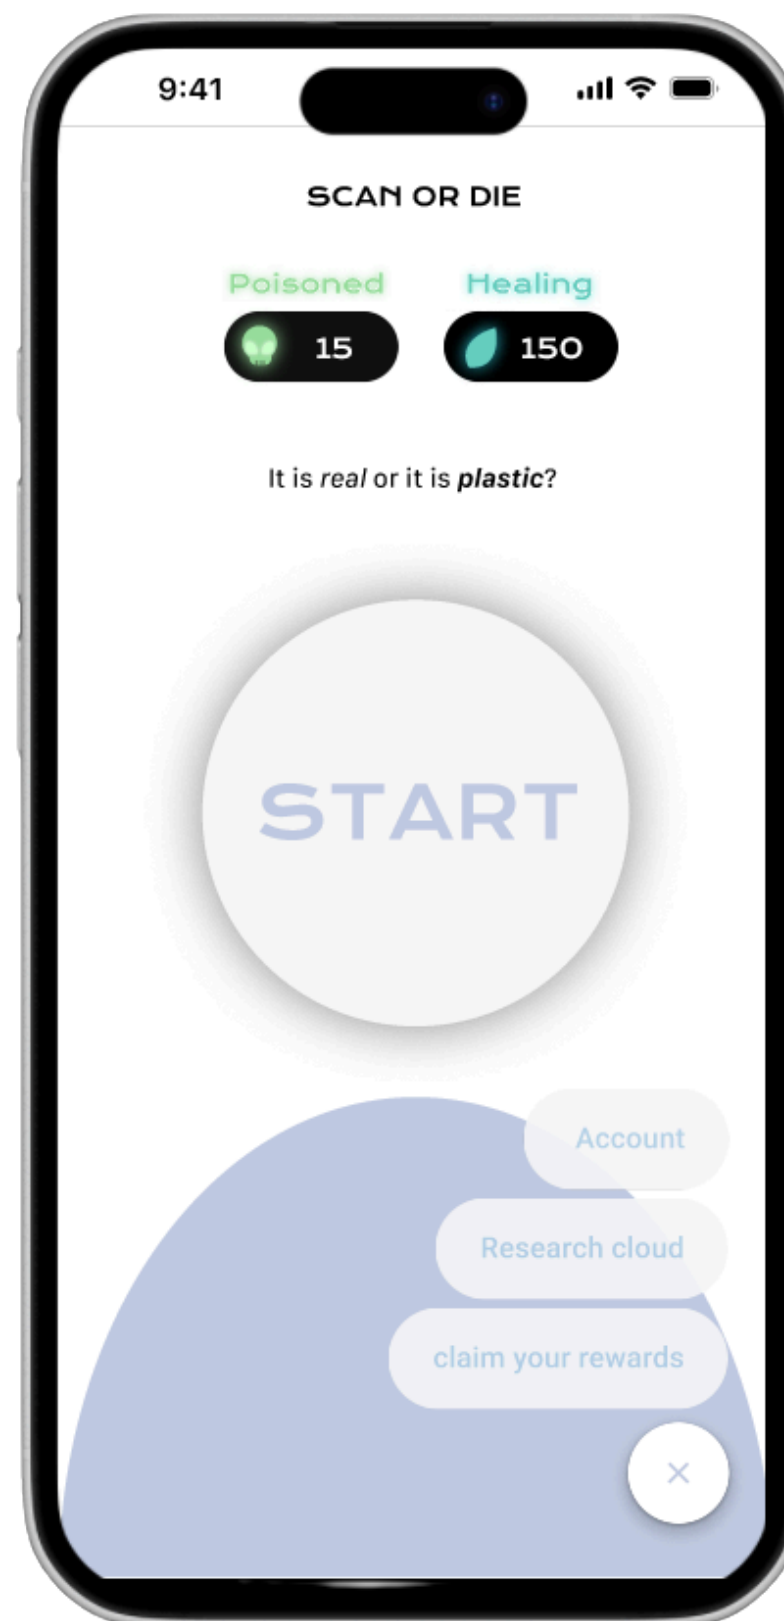 9:41
SCAN OR DIE
Poisoned Healing
15 150
It is real or it is plastic?
START
Account
Research cloud
claim your rewards